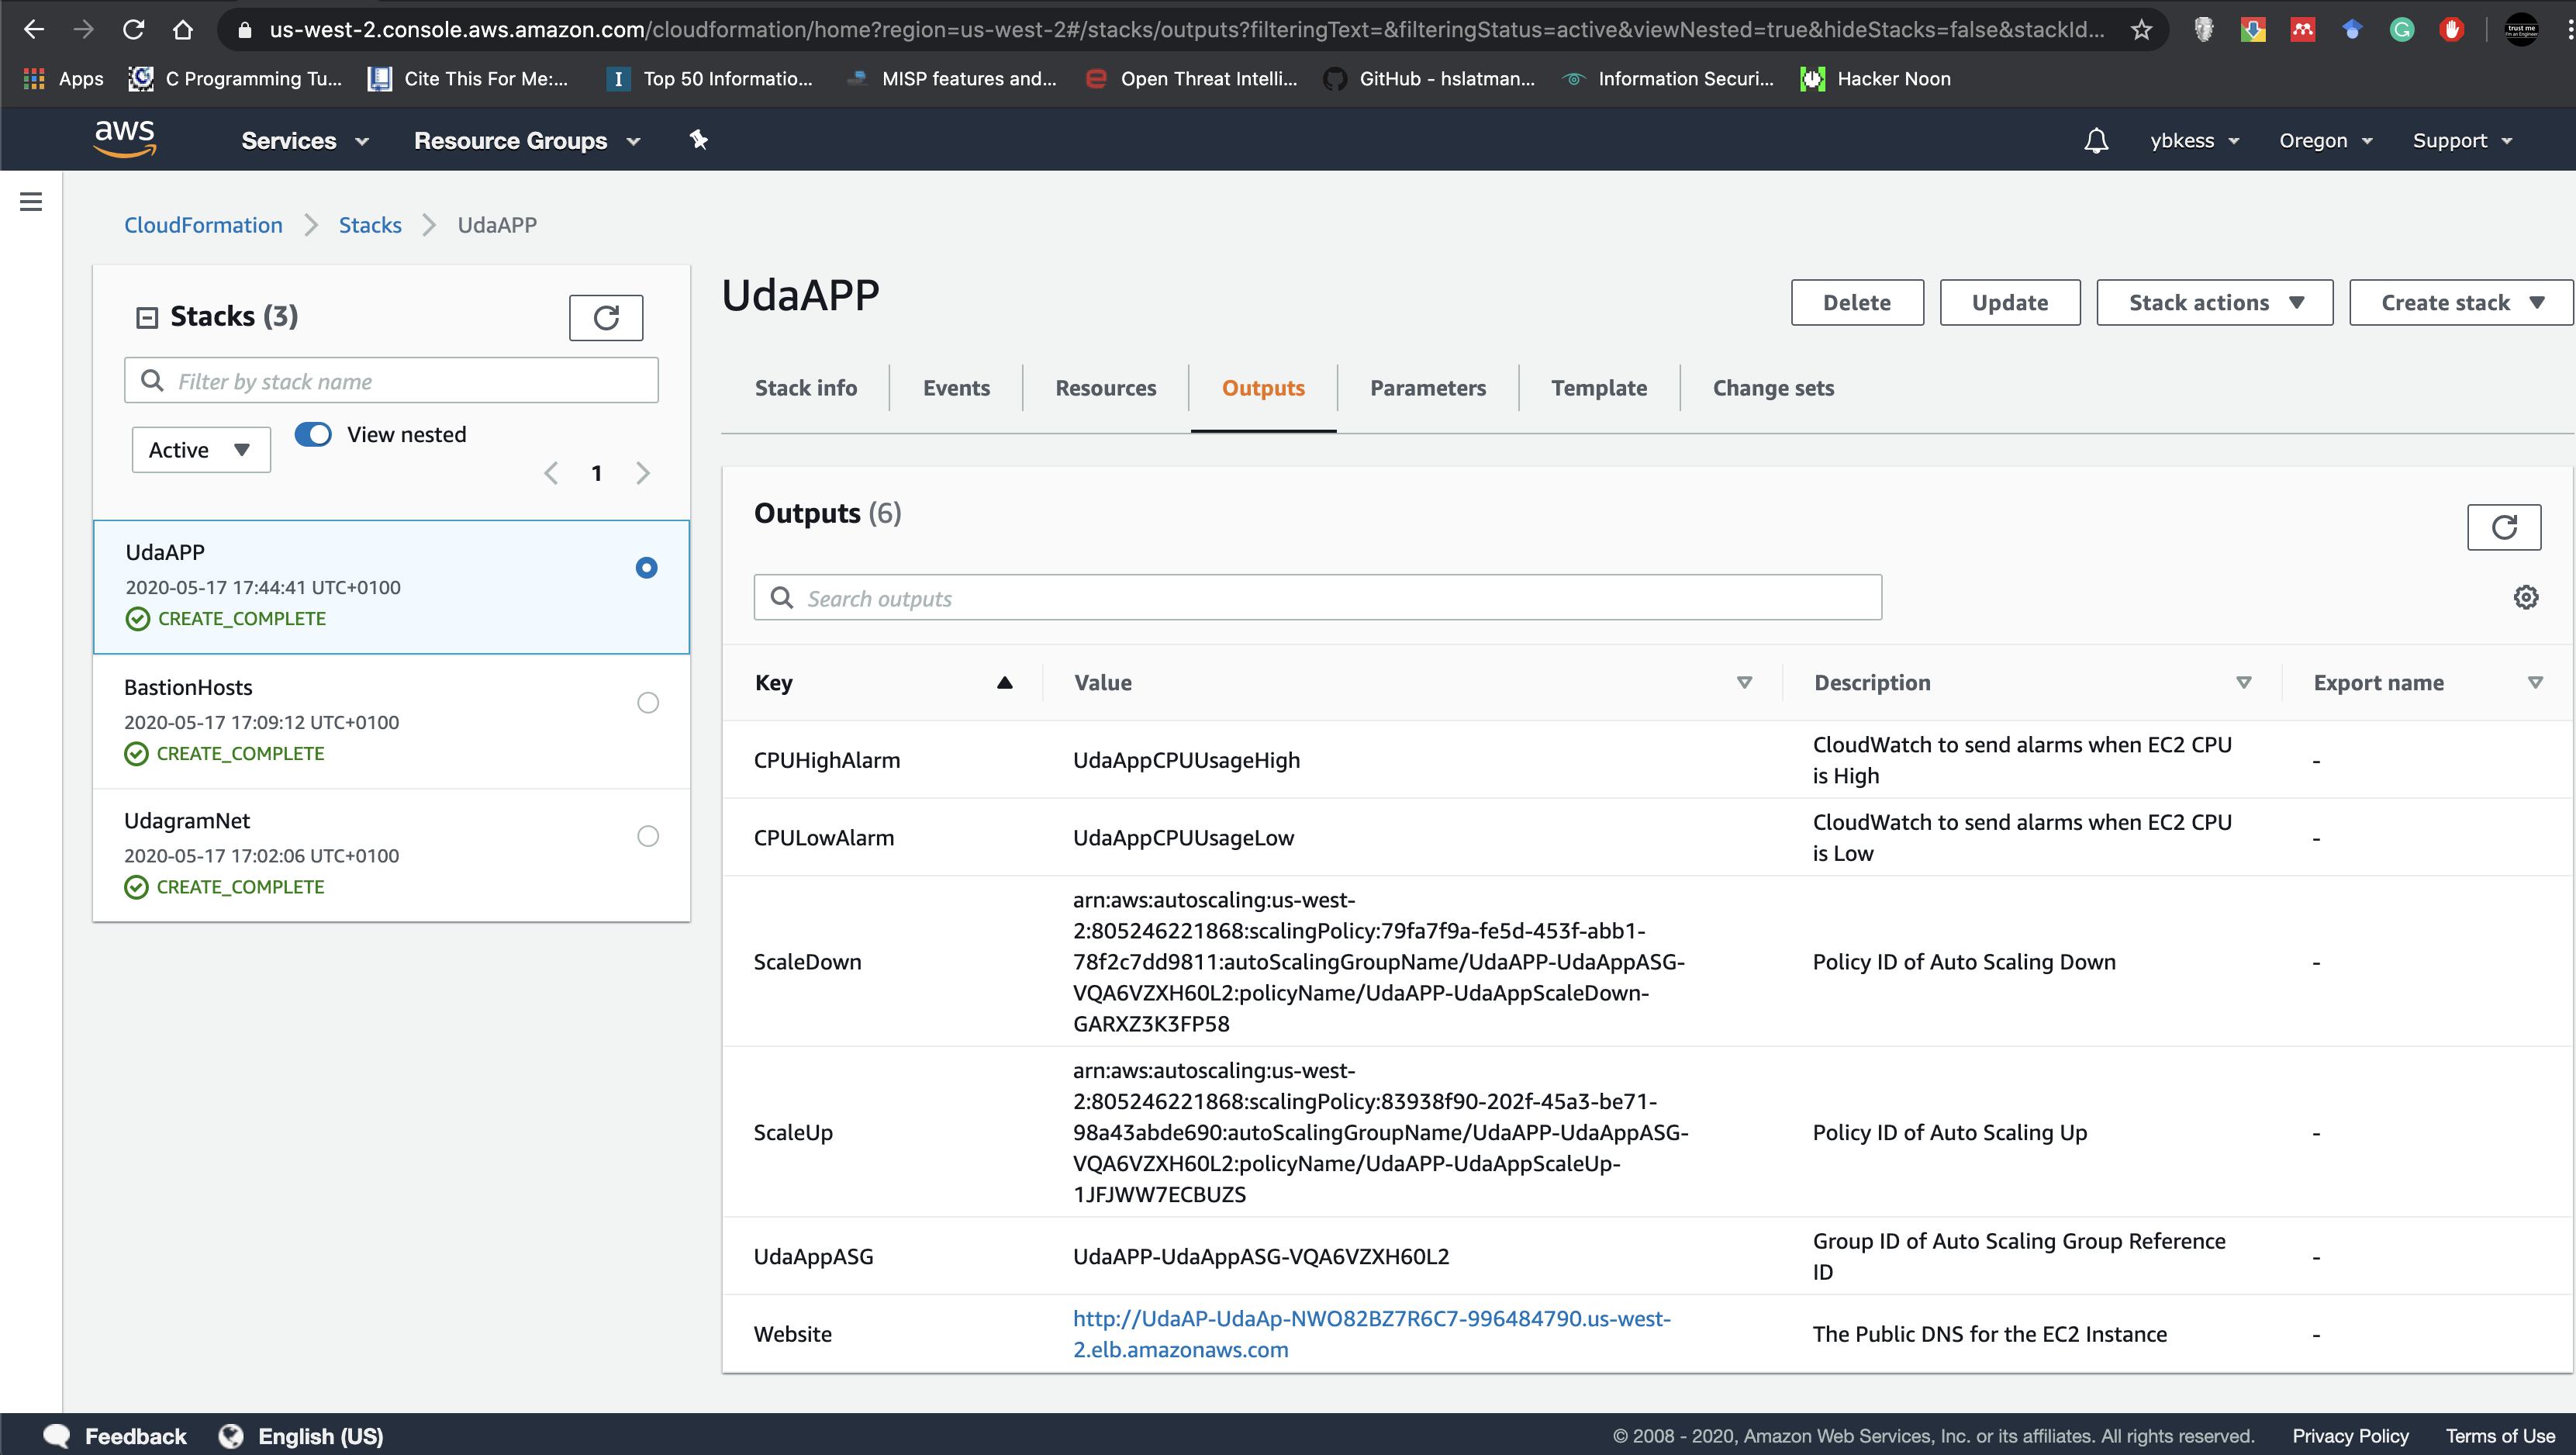 us-west-2.console.aws.amazon.com/cloudformation/home?region=us-west-2#/stacks/outputs?filteringText=&filteringStatus=active&viewNested=true&hideStacks=false&stackId...
Apps C Programming Tu... Cite This For Me:... I Top 50 Informatio... MISP features and... Open Threat Intelli... GitHub - hslatman... Information Securi... Hacker Noon
aws Services Resource Groups ybkess Oregon Support
CloudFormation Stacks UdaAPP
Stacks (3)
Filter by stack name
Active View nested
1
UdaAPP
2020-05-17 17:44:41 UTC+0100
CREATE_COMPLETE
BastionHosts
2020-05-17 17:09:12 UTC+0100
CREATE_COMPLETE
UdagramNet
2020-05-17 17:02:06 UTC+0100
CREATE_COMPLETE
UdaAPP
Delete Update Stack actions Create stack
Stack info Events Resources Outputs Parameters Template Change sets
Outputs (6)
Search outputs
Key Value Description Export name
CPUHighAlarm UdaAppCPUUsageHigh CloudWatch to send alarms when EC2 CPU
is High -
CPULowAlarm UdaAppCPUUsageLow CloudWatch to send alarms when EC2 CPU
is Low -
ScaleDown
arn:aws:autoscaling:us-west-
2:805246221868:scalingPolicy:79fa7f9a-fe5d-453f-abb1-
78f2c7dd9811:autoScalingGroupName/UdaAPP-UdaAppASG-
VQA6VZXH60L2:policyName/UdaAPP-UdaAppScaleDown-
GARXZ3K3FP58
Policy ID of Auto Scaling Down -
ScaleUp
arn:aws:autoscaling:us-west-
2:805246221868:scalingPolicy:83938f90-202f-45a3-be71-
98a43abde690:autoScalingGroupName/UdaAPP-UdaAppASG-
VQA6VZXH60L2:policyName/UdaAPP-UdaAppScaleUp-
1JFJWW7ECBUZS
Policy ID of Auto Scaling Up -
UdaAppASG UdaAPP-UdaAppASG-VQA6VZXH60L2 Group ID of Auto Scaling Group Reference
ID -
Website
http://UdaAP-UdaAp-NWO82BZ7R6C7-996484790.us-west-
2.elb.amazonaws.com
The Public DNS for the EC2 Instance -
Feedback English (US) © 2008 - 2020, Amazon Web Services, Inc. or its affiliates. All rights reserved. Privacy Policy Terms of Use